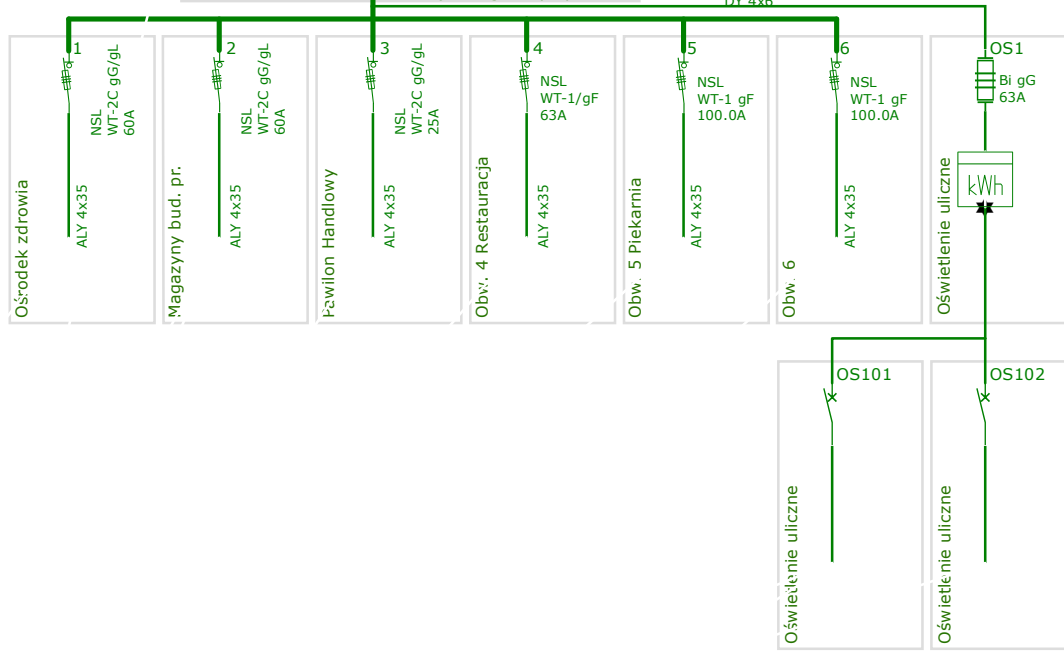 DY 4x6
1
NSL
WT-2C gG/gL
60A
ALY 4x35
Ośrodek zdrowia
2
NSL
WT-2C gG/gL
60A
ALY 4x35
Magazyny bud. pr.
3
NSL
WT-2C gG/gL
25A
ALY 4x35
Pawilon Handlowy
4
NSL
WT-1/gF
63A
ALY 4x35
Obw. 4 Restauracja
5
NSL
WT-1 gF
100.0A
ALY 4x35
Obw. 5 Piekarnia
6
NSL
WT-1 gF
100.0A
ALY 4x35
Obw. 6
OS1
Bi gG
63A
kWh
Oświetlenie uliczne
OS101
Oświetlenie uliczne
OS102
Oświetlenie uliczne